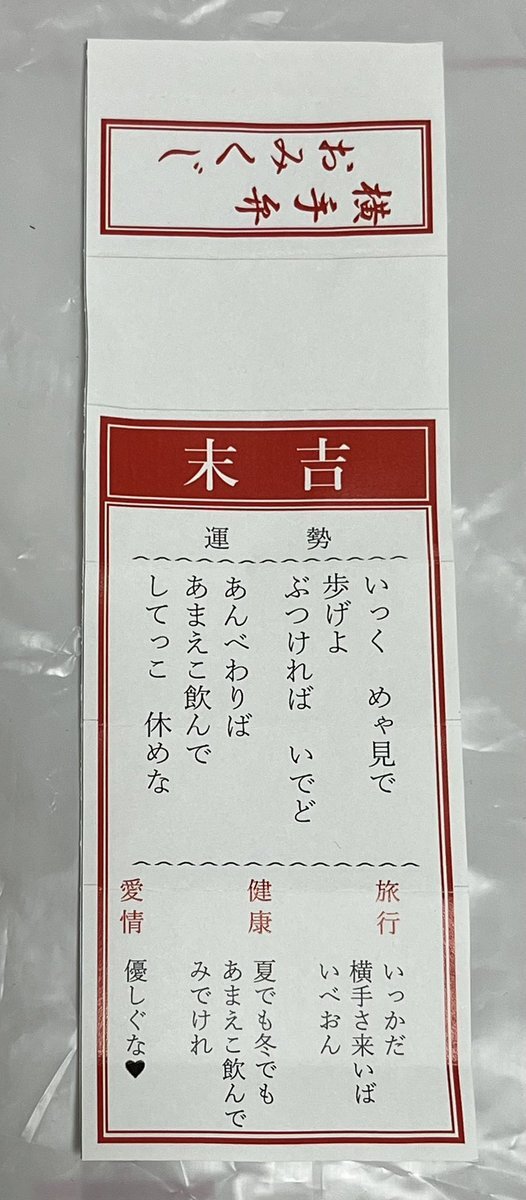 横手弁
おみくじ
末吉
運勢
いっく　めゃ見で
歩げよ
ぶつければ　いでど
あんべわりば
あまえこ飲んで
してっこ　休めな
旅行
いっかだ
横手さ来いば
いべおん
健康
夏でも冬でも
あまえこ飲んで
みでけれ
愛情
優しぐな♥